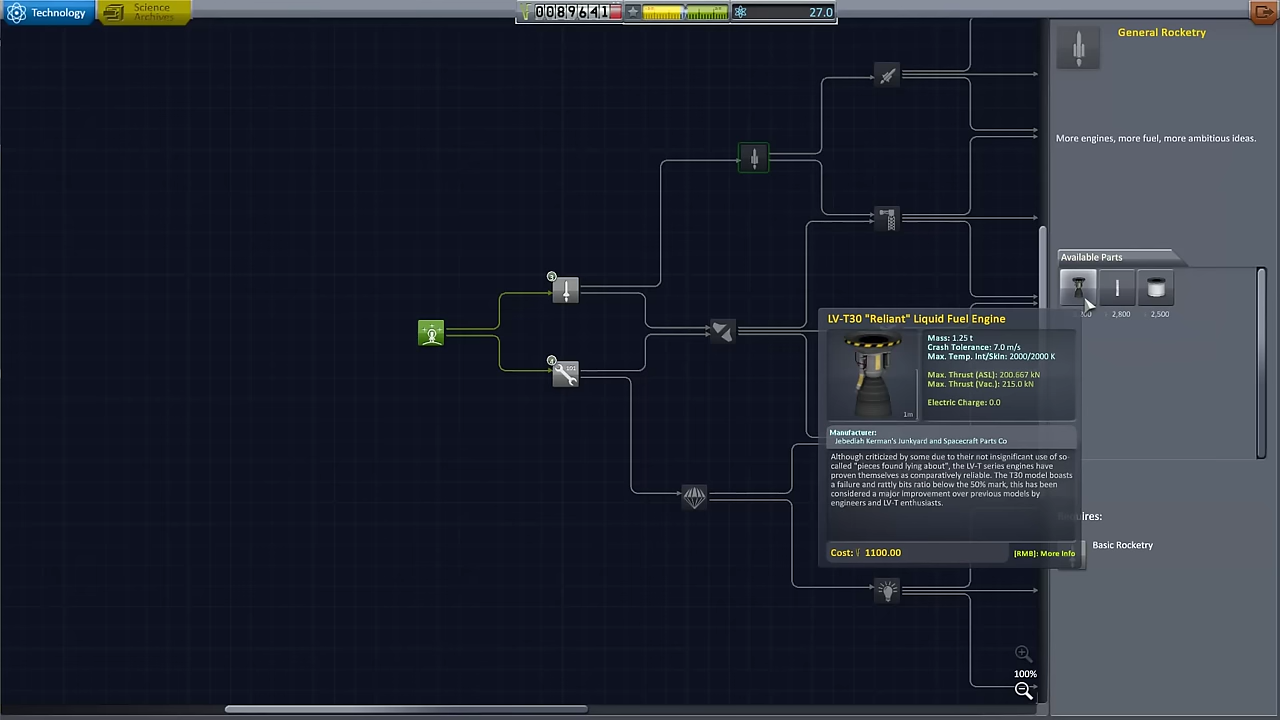 Technology
Science
Archives
0089641
27.0
General Rocketry
More engines, more fuel, more ambitious ideas.
Available Parts
2,800
2,500
LV-T30 "Reliant" Liquid Fuel Engine
Mass: 1.25 t
Crash Tolerance: 7.0 m/s
Max. Temp. Int/Skin: 2000/2000 K
Max. Thrust (ASL): 200.667 kN
Max. Thrust (Vac.): 215.0 kN
Electric Charge: 0.0
1m
Manufacturer:
Jebediah Kerman's Junkyard and Spacecraft Parts Co
Although criticized by some due to their not insignificant use of so-
called "pieces found lying about", the LV-T series engines have
proven themselves as comparatively reliable. The T30 model boasts
a failure and rattly bits ratio below the 50% mark, this has been
considered a major improvement over previous models by
engineers and LV-T enthusiasts.
Cost: 1100.00
[RMB]: More Info
Basic Rocketry
3
4
101
100%